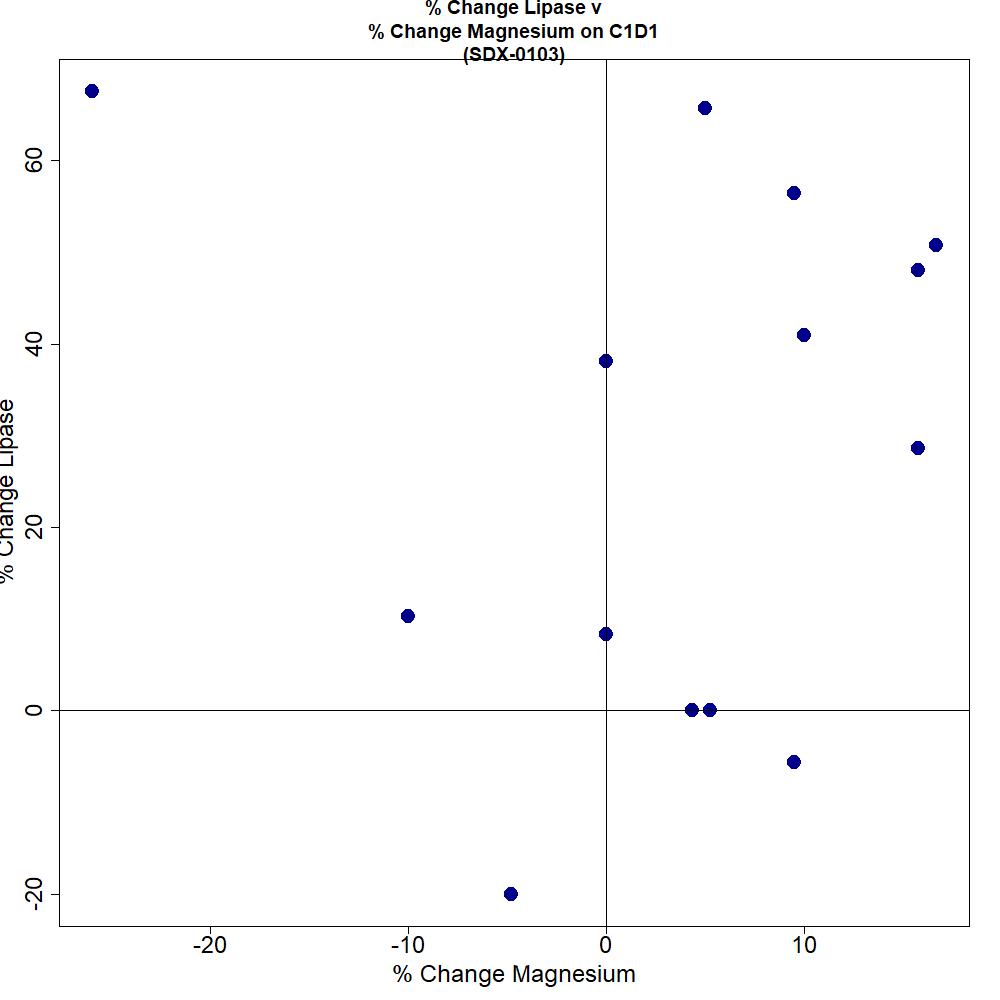 % Change Lipase v
% Change Magnesium on C1D1
(SDX-0103)
% Change Lipase
60
40
20
0
-20
-20
-10
0
10
% Change Magnesium